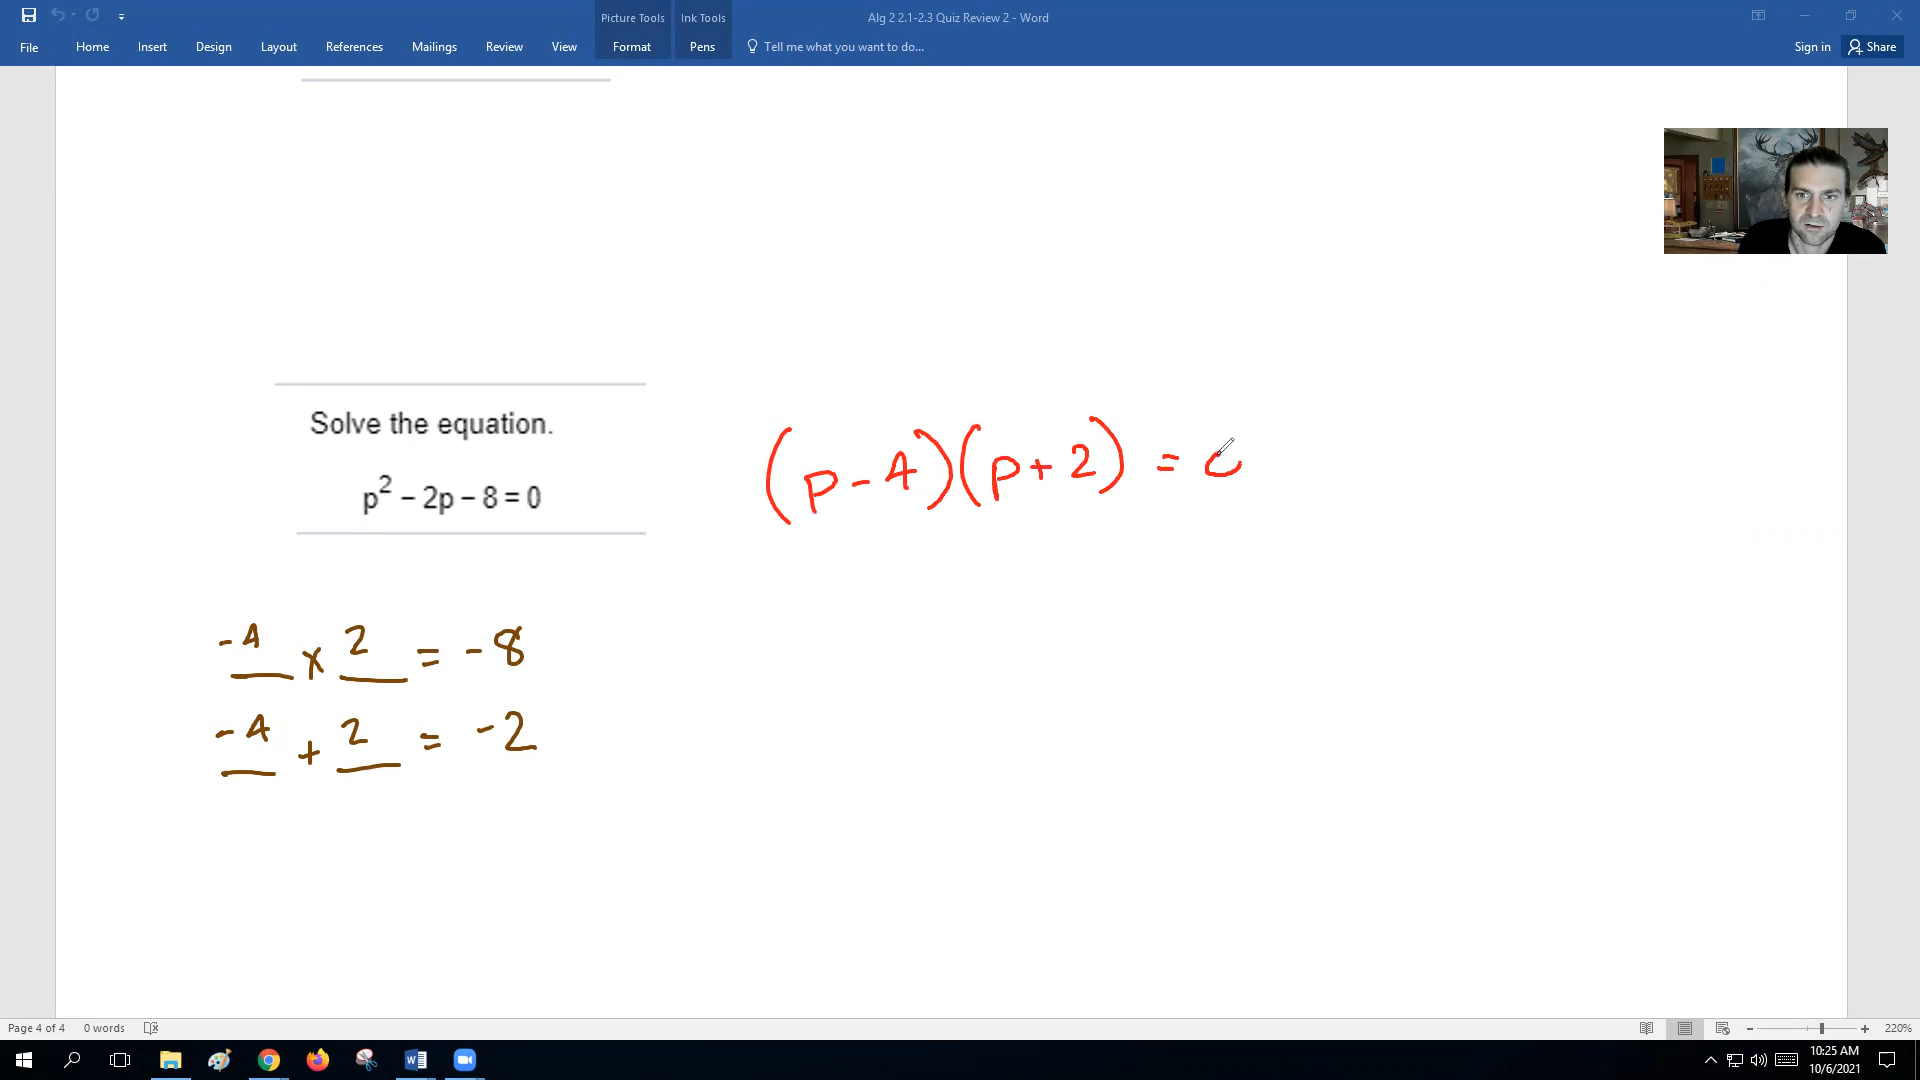 Picture Tools Ink Tools Alg 2 2.1-2.3 Quiz Review 2 - Word
File Home Insert Design Layout References Mailings Review View Format Pens Tell me what you want to do... Sign in Share
Solve the equation.
p² − 2p − 8 = 0
(p - 4)(p + 2) =
-4 x 2 = -8
-4 + 2 = -2
Page 4 of 4 0 words 220%
10:25 AM
10/6/2021